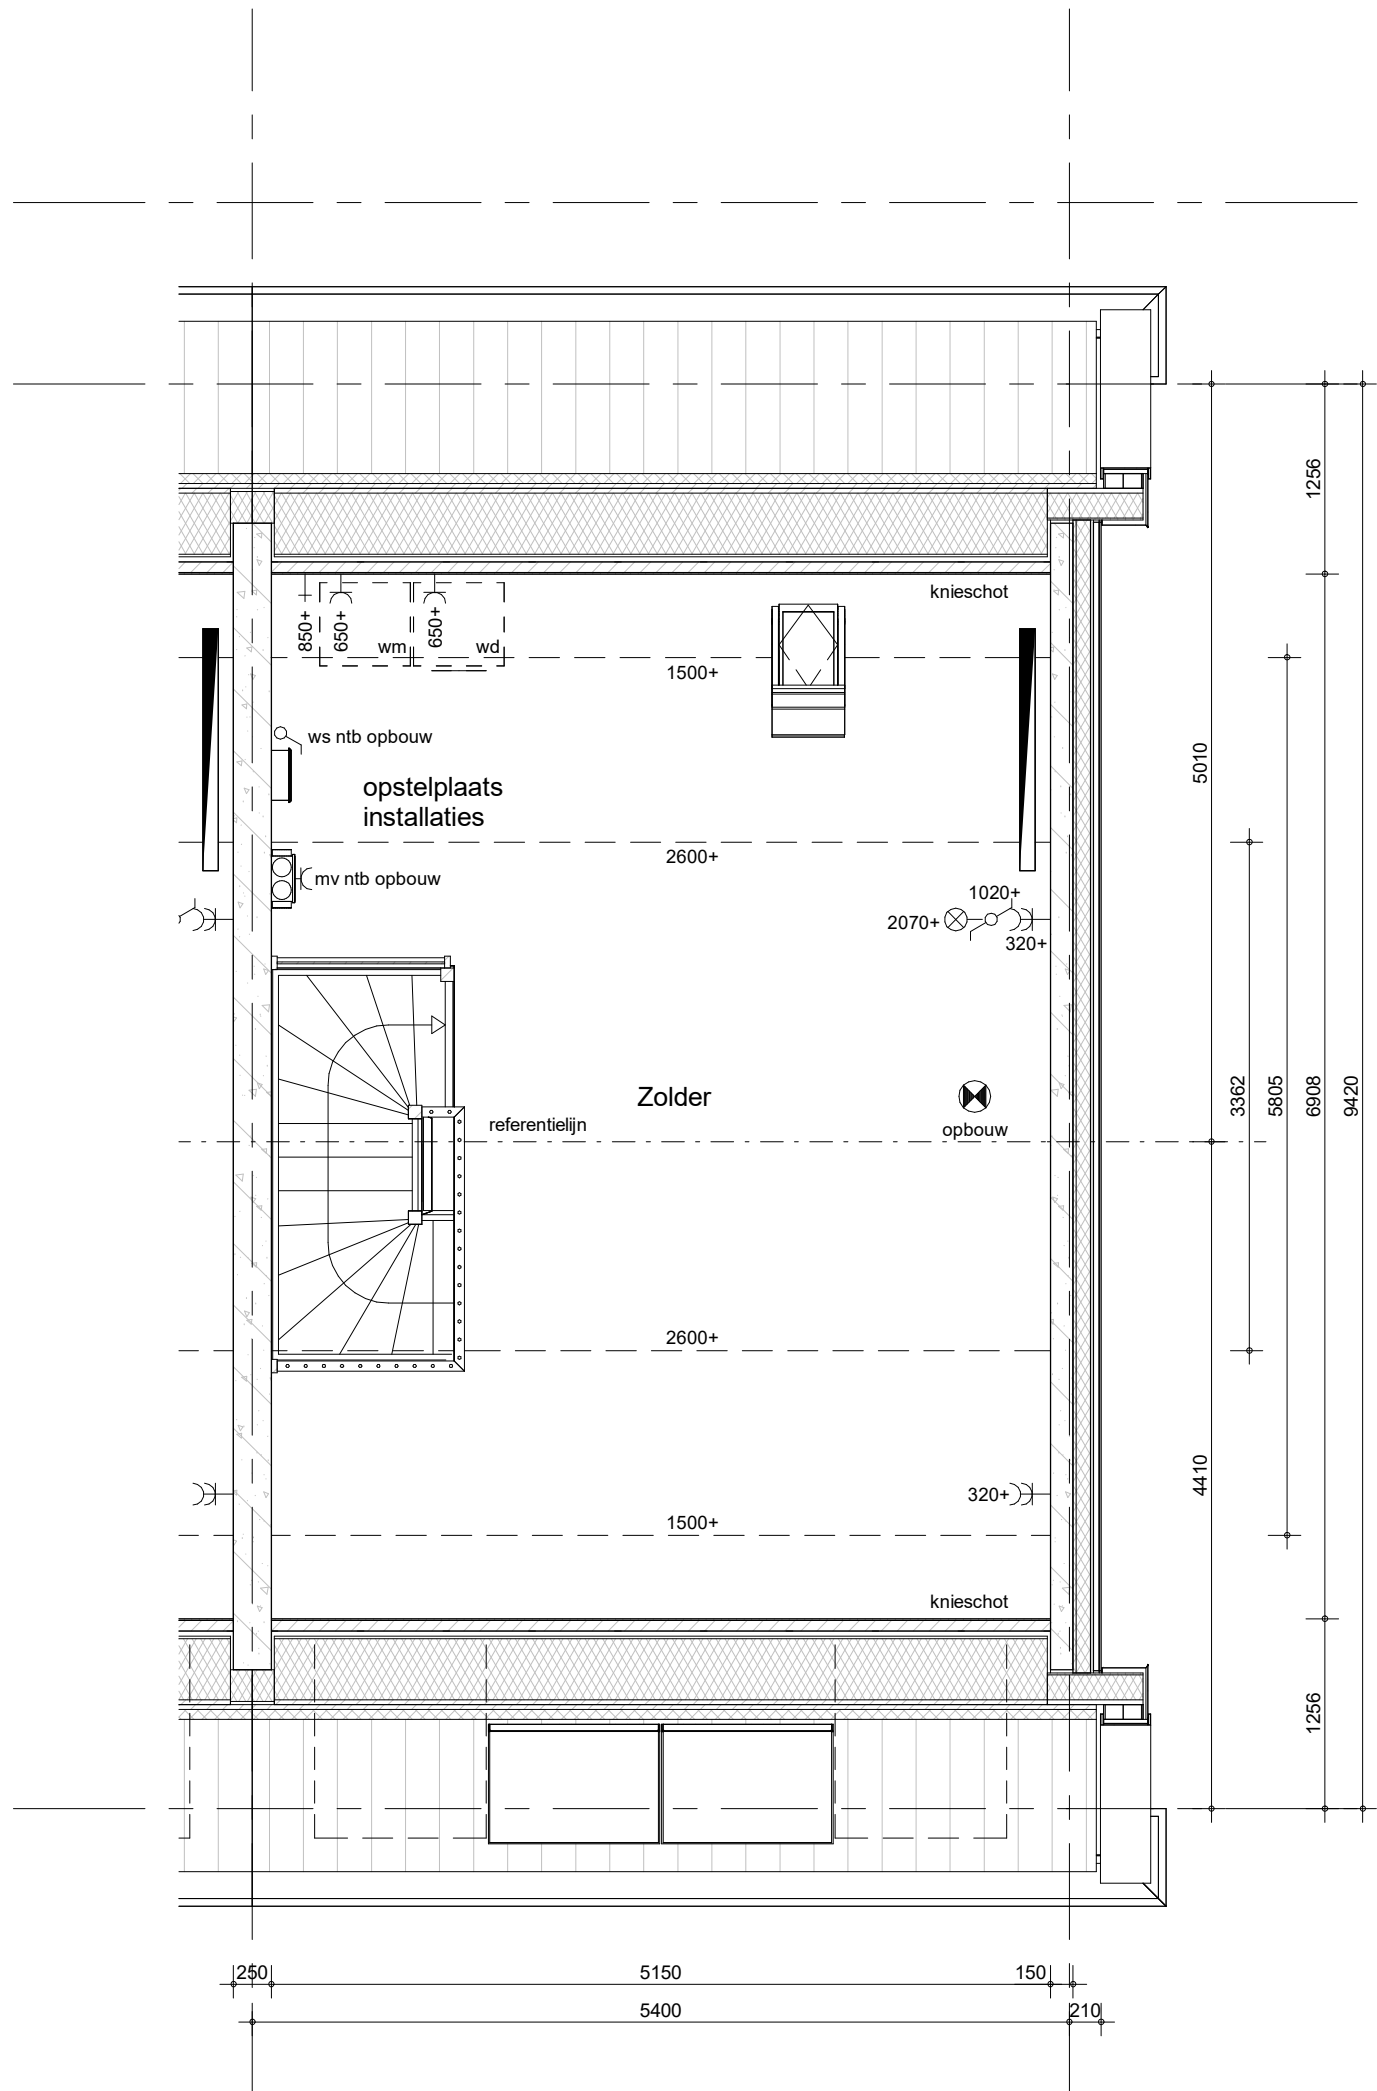 1256
knieschot
850+
650+
650+
wm
wd
1500+
ws ntb opbouw
5010
opstelplaats
installaties
2600+
mv ntb opbouw
1020+
2070+
320+
Zolder
3362
5805
6908
9420
referentielijn
opbouw
2600+
4410
320+
1500+
knieschot
1256
250
5150
150
5400
210